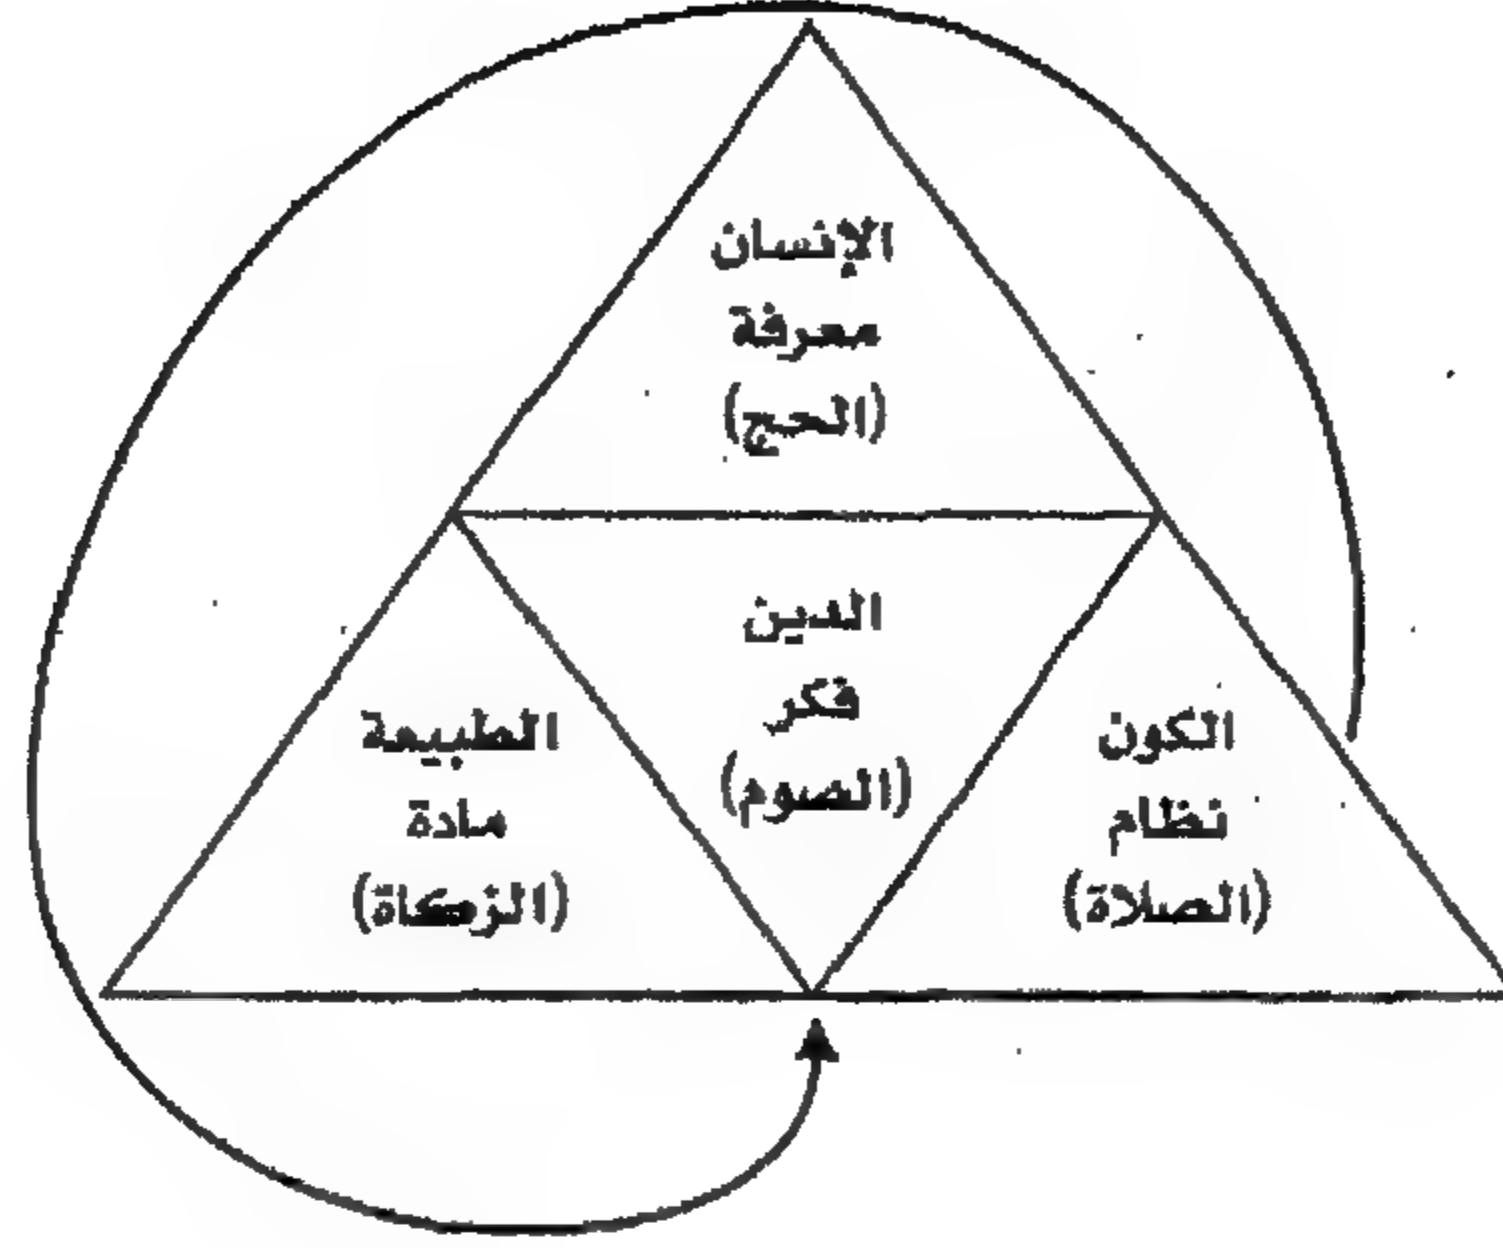 الإنسان
معرفة
(الحج)
الدين
فكر
(الصوم)
الكون
نظام
(الصلاة)
الطبيعة
مادة
(الزكاة)